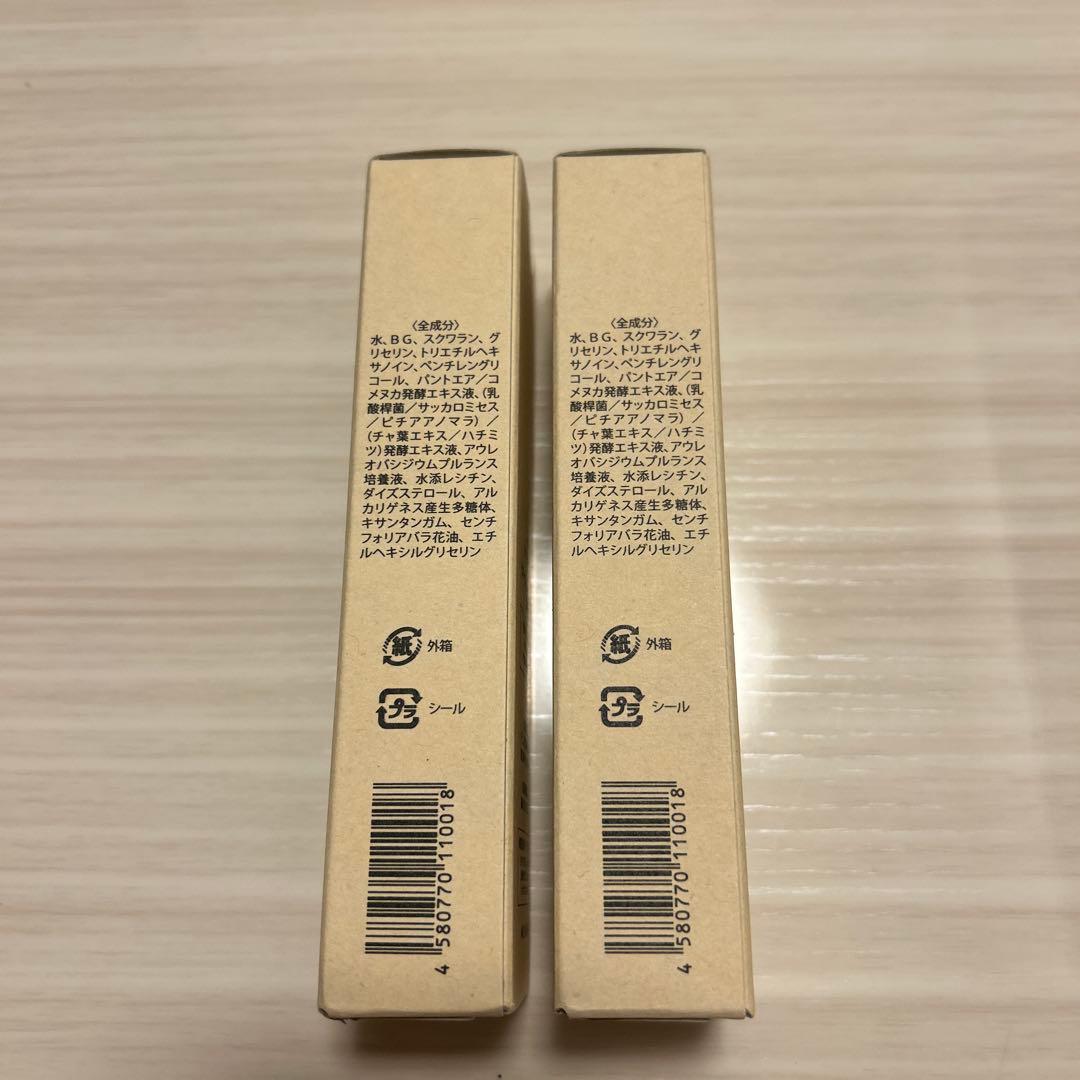 〈全成分〉
水、BG、スクワラン、グ
リセリン、トリエチルヘキ
サノイン、ペンチレングリ
コール、パントエア／コ
メヌカ発酵エキス液、（乳
酸桿菌／サッカロミセス
／ピチアアノマラ）／
（チャ葉エキス／ハチミ
ツ）発酵エキス液、アウレ
オバシジウムプルランス
培養液、水添レシチン、
ダイズステロール、アル
カリゲネス産生多糖体、
キサンタンガム、センチ
フォリアバラ花油、エチ
ルヘキシルグリセリン
紙 外箱
プラ シール
4 580770 110018
〈全成分〉
水、BG、スクワラン、グ
リセリン、トリエチルヘキ
サノイン、ペンチレングリ
コール、パントエア／コ
メヌカ発酵エキス液、（乳
酸桿菌／サッカロミセス
／ピチアアノマラ）／
（チャ葉エキス／ハチミ
ツ）発酵エキス液、アウレ
オバシジウムプルランス
培養液、水添レシチン、
ダイズステロール、アル
カリゲネス産生多糖体、
キサンタンガム、センチ
フォリアバラ花油、エチ
ルヘキシルグリセリン
紙 外箱
プラ シール
4 580770 110018